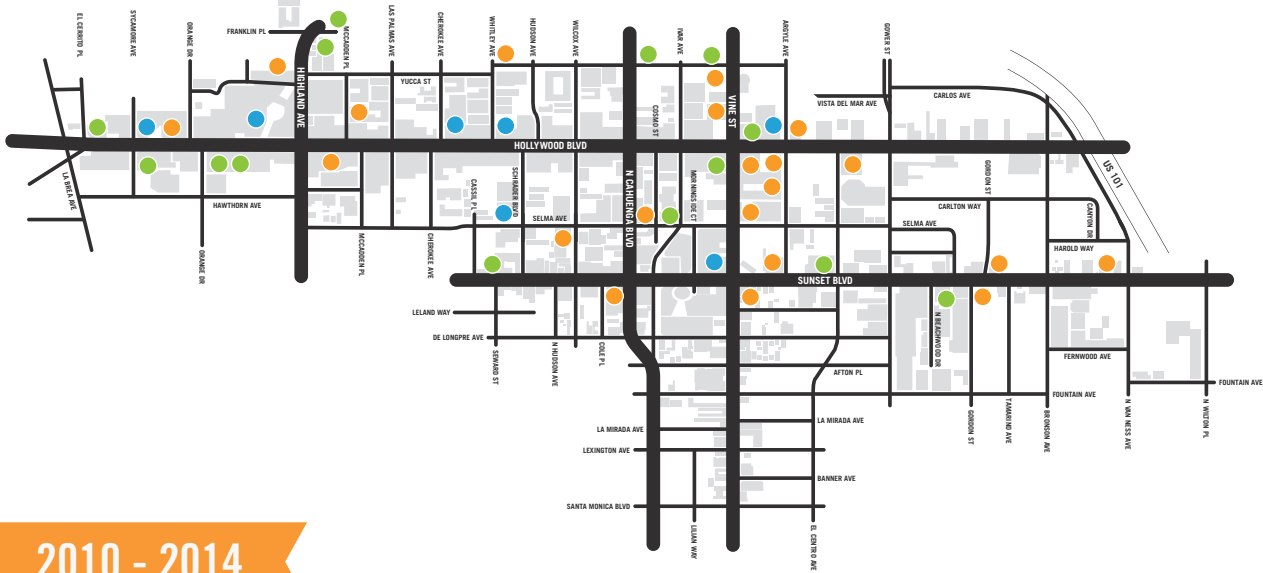 EL CERRITO PL
SYCAMORE AVE
ORANGE DR
FRANKLIN PL
MCCADDEN PL
LAS PALMAS AVE
CHEROKEE AVE
WHITLEY AVE
HUDSON AVE
WILCOX AVE
IVAR AVE
ARGYLE AVE
GOWER ST
HIGHLAND AVE
YUCCA ST
VINE ST
COSMO ST
VISTA DEL MAR AVE
CARLOS AVE
HOLLYWOOD BLVD
US 101
LA BREA AVE
HAWTHORN AVE
CASSIL PL
SCHRADER BLVD
SELMA AVE
N CAHUENGA BLVD
MORNINGSIDE CT
GORDON ST
CARLTON WAY
SELMA AVE
CANYON DR
HAROLD WAY
ORANGE DR
MCCADDEN PL
CHEROKEE AVE
SUNSET BLVD
LELAND WAY
DE LONGPRE AVE
SEWARD ST
N HUDSON AVE
COLE PL
N BEACHWOOD DR
FERNWOOD AVE
AFTON PL
FOUNTAIN AVE
FOUNTAIN AVE
GORDON ST
TAMARIND AVE
BRONSON AVE
N VAN NESS AVE
N WILTON PL
LA MIRADA AVE
LA MIRADA AVE
LEXINGTON AVE
BANNER AVE
SANTA MONICA BLVD
LILIAN WAY
EL CENTRO AVE
2010 - 2014